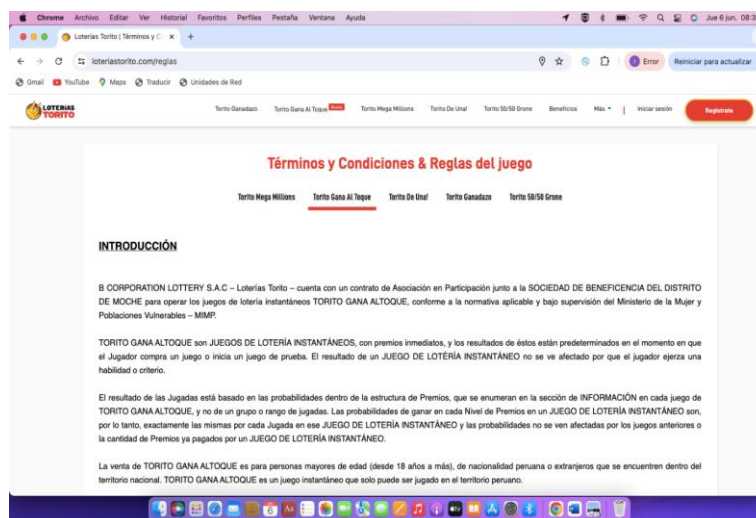 Chrome Archivo Editar Ver Historial Favoritos Perfiles Pestaña Ventana Ayuda
Jue 6 jun. 08:3
Loterías Torito | Términos y C
loteriastorito.com/reglas
Error
Reiniciar para actualizar
Gmail YouTube Maps Traducir Unidades de Red
LOTERÍAS
TORITO
Torito Ganadazo Torito Gana Al Toque Torito Mega Millions Torito De Una! Torito 50/50 Grone Beneficios Más Iniciar sesión Regístrate
Términos y Condiciones & Reglas del juego
Torito Mega Millions Torito Gana Al Toque Torito De Una! Torito Ganadazo Torito 50/50 Grone
INTRODUCCIÓN
B CORPORATION LOTTERY S.A.C – Loterías Torito – cuenta con un contrato de Asociación en Participación junto a la SOCIEDAD DE BENEFICENCIA DEL DISTRITO
DE MOCHE para operar los juegos de lotería instantáneos TORITO GANA ALTOQUE, conforme a la normativa aplicable y bajo supervisión del Ministerio de la Mujer y
Poblaciones Vulnerables – MIMP.
TORITO GANA ALTOQUE son JUEGOS DE LOTERÍA INSTANTÁNEOS, con premios inmediatos, y los resultados de éstos están predeterminados en el momento en que
el Jugador compra un juego o inicia un juego de prueba. El resultado de un JUEGO DE LOTERÍA INSTANTÁNEO no se ve afectado por que el jugador ejerza una
habilidad o criterio.
El resultado de las Jugadas está basado en las probabilidades dentro de la estructura de Premios, que se enumeran en la sección de INFORMACIÓN en cada juego de
TORITO GANA ALTOQUE, y no de un grupo o rango de jugadas. Las probabilidades de ganar en cada Nivel de Premios en un JUEGO DE LOTERÍA INSTANTÁNEO son,
por lo tanto, exactamente las mismas por cada Jugada en ese JUEGO DE LOTERÍA INSTANTÁNEO y las probabilidades no se ven afectadas por los juegos anteriores o
la cantidad de Premios ya pagados por un JUEGO DE LOTERÍA INSTANTÁNEO.
La venta de TORITO GANA ALTOQUE es para personas mayores de edad (desde 18 años a más), de nacionalidad peruana o extranjeros que se encuentren dentro del
territorio nacional. TORITO GANA ALTOQUE es un juego instantáneo que solo puede ser jugado en el territorio peruano.